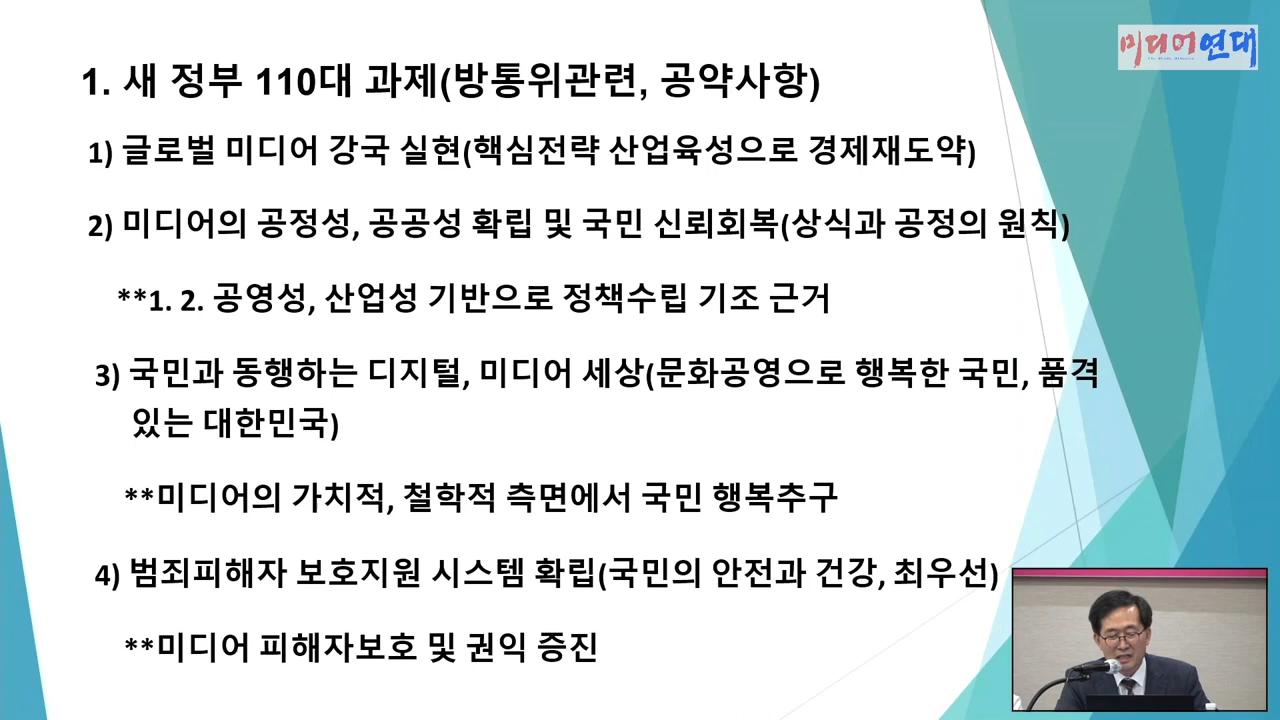 미디어연대
1. 새 정부 110대 과제(방통위관련, 공약사항)
1) 글로벌 미디어 강국 실현(핵심전략 산업육성으로 경제재도약)
2) 미디어의 공정성, 공공성 확립 및 국민 신뢰회복(상식과 공정의 원칙)
**1. 2. 공영성, 산업성 기반으로 정책수립 기조 근거
3) 국민과 동행하는 디지털, 미디어 세상(문화공영으로 행복한 국민, 품격
있는 대한민국)
**미디어의 가치적, 철학적 측면에서 국민 행복추구
4) 범죄피해자 보호지원 시스템 확립(국민의 안전과 건강, 최우선)
**미디어 피해자보호 및 권익 증진